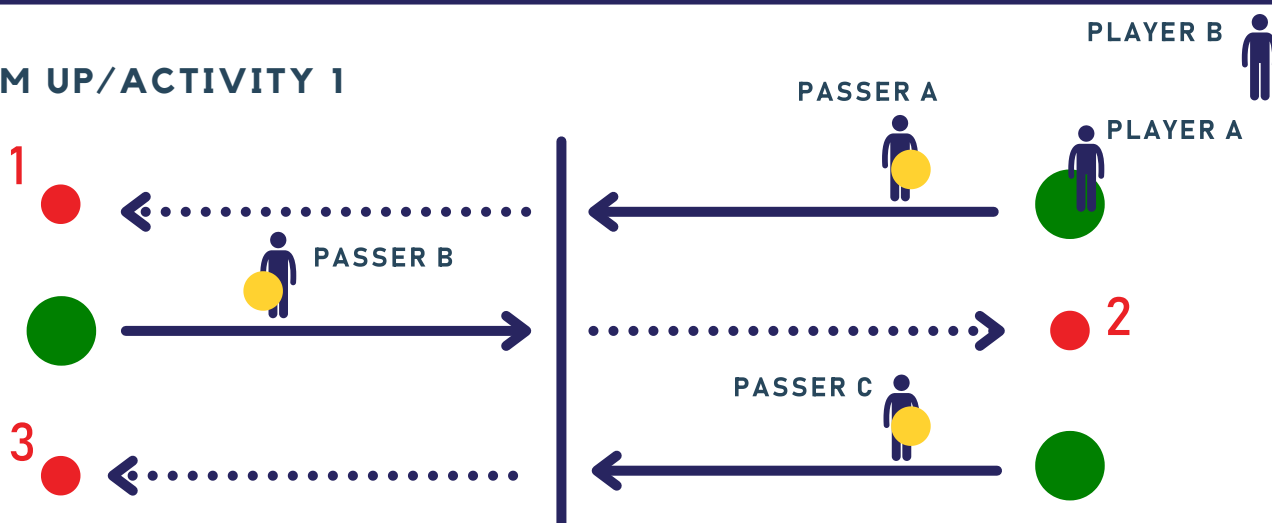 PLAYER B
M UP/ACTIVITY 1
PASSER A
PLAYER A
1
PASSER B
2
PASSER C
3